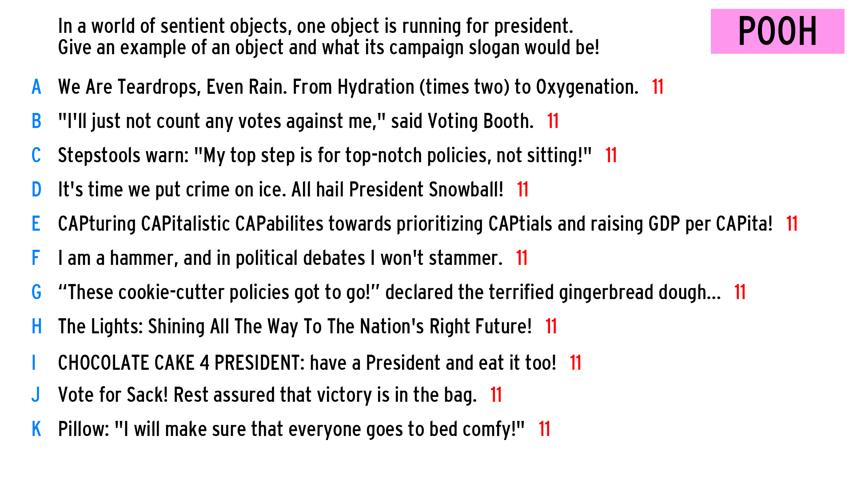 In a world of sentient objects, one object is running for president.
Give an example of an object and what its campaign slogan would be!
POOH
A We Are Teardrops, Even Rain. From Hydration (times two) to Oxygenation. 11
B "I'll just not count any votes against me," said Voting Booth. 11
C Stepstools warn: "My top step is for top-notch policies, not sitting!" 11
D It's time we put crime on ice. All hail President Snowball! 11
E CAPturing CAPitalistic CAPabilites towards prioritizing CAPtials and raising GDP per CAPita! 11
F I am a hammer, and in political debates I won't stammer. 11
G “These cookie-cutter policies got to go!” declared the terrified gingerbread dough... 11
H The Lights: Shining All The Way To The Nation's Right Future! 11
I CHOCOLATE CAKE 4 PRESIDENT: have a President and eat it too! 11
J Vote for Sack! Rest assured that victory is in the bag. 11
K Pillow: "I will make sure that everyone goes to bed comfy!" 11